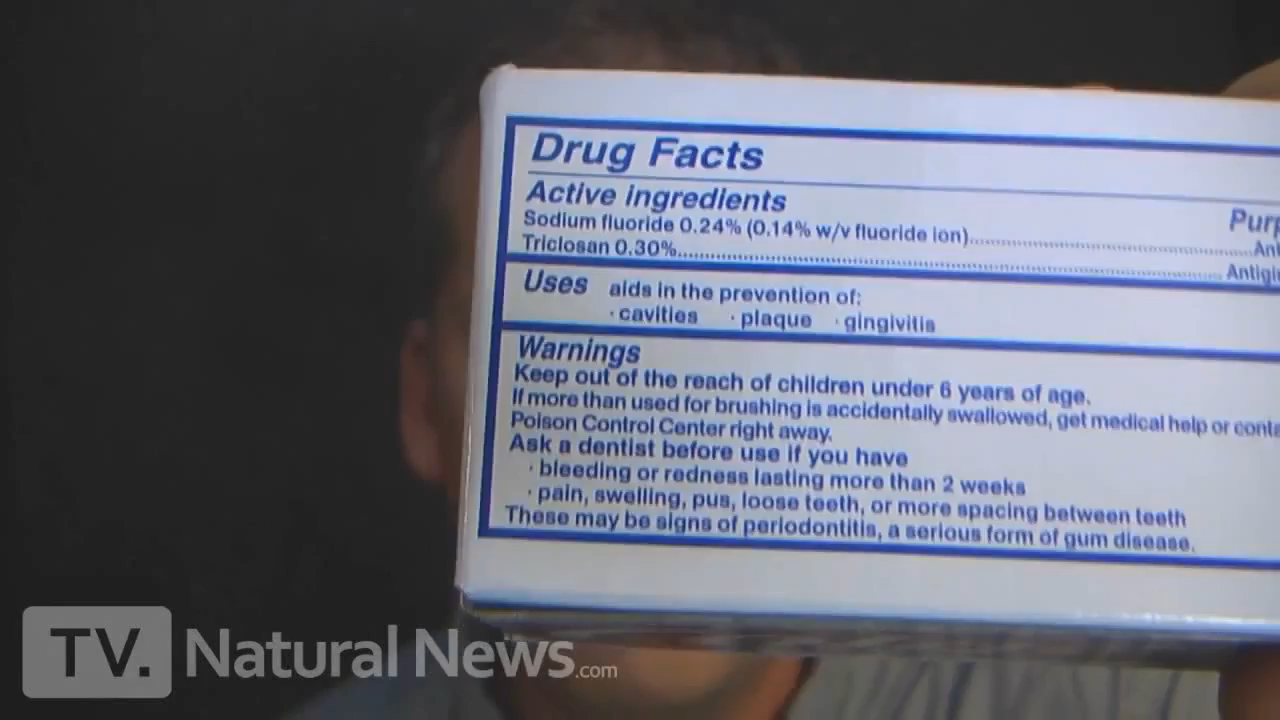 Drug Facts
Active ingredients
Purp
Sodium fluoride 0.24% (0.14% w/v fluoride ion)........................................Ant
Triclosan 0.30%........................................ Antigi
Uses aids in the prevention of:
· cavities · plaque · gingivitis
Warnings
Keep out of the reach of children under 6 years of age.
If more than used for brushing is accidentally swallowed, get medical help or conta
Poison Control Center right away.
Ask a dentist before use if you have
· bleeding or redness lasting more than 2 weeks
· pain, swelling, pus, loose teeth, or more spacing between teeth
These may be signs of periodontitis, a serious form of gum disease.
TV. NaturalNews.com